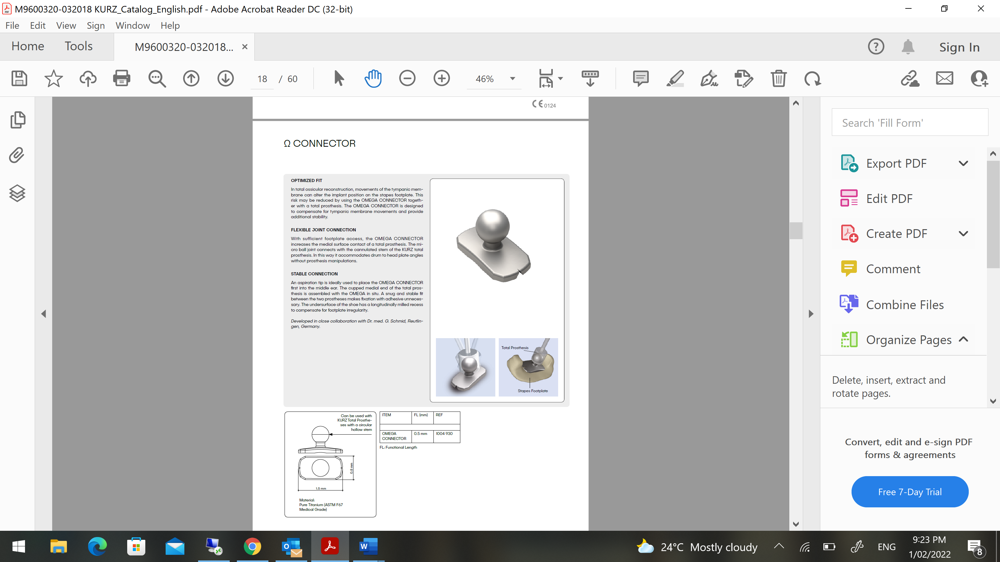 M9600320-032018 KURZ_Catalog_English.pdf - Adobe Acrobat Reader DC (32-bit)
File Edit View Sign Window Help
Home Tools M9600320-032018... × Sign In
18 / 60 46%
CE 0124
Ω CONNECTOR
OPTIMIZED FIT
In total ossicular reconstruction, movements of the tympanic mem-
brane can alter the implant position on the stapes footplate. This
risk may be reduced by using the OMEGA CONNECTOR togeth-
er with a total prosthesis. The OMEGA CONNECTOR is designed
to compensate for tympanic membrane movements and provide
additional stability.
FLEXIBLE JOINT CONNECTION
With sufficient footplate access, the OMEGA CONNECTOR
increases the medial surface contact of a total prosthesis. The mi-
cro ball joint connects with the cannulated stem of the KURZ total
prosthesis. In this way it accommodates drum to head plate angles
without prosthesis manipulations.
STABLE CONNECTION
An aspiration tip is ideally used to place the OMEGA CONNECTOR
first into the middle ear. The cupped medial end of the total pros-
thesis is assembled with the OMEGA in situ. A snug and stable fit
between the two prostheses makes fixation with adhesive unneces-
sary. The undersurface of the shoe has a longitudinally milled recess
to compensate for footplate irregularity.
Developed in close collaboration with Dr. med. G. Schmid, Reutlin-
gen, Germany.
Total Prosthesis
Stapes Footplate
Can be used with
KURZ Total Prosthe-
ses with a circular
hollow stem
0.8 mm
1.5 mm
Material:
Pure Titanium (ASTM F67
Medical Grade)
ITEM FL (mm) REF
OMEGA
CONNECTOR 0.5 mm 1004 930
FL: Functional Length
Search 'Fill Form'
Export PDF
Edit PDF
Create PDF
Comment
Combine Files
Organize Pages
Delete, insert, extract and
rotate pages.
Convert, edit and e-sign PDF
forms & agreements
Free 7-Day Trial
24°C Mostly cloudy
ENG
9:23 PM
1/02/2022
8